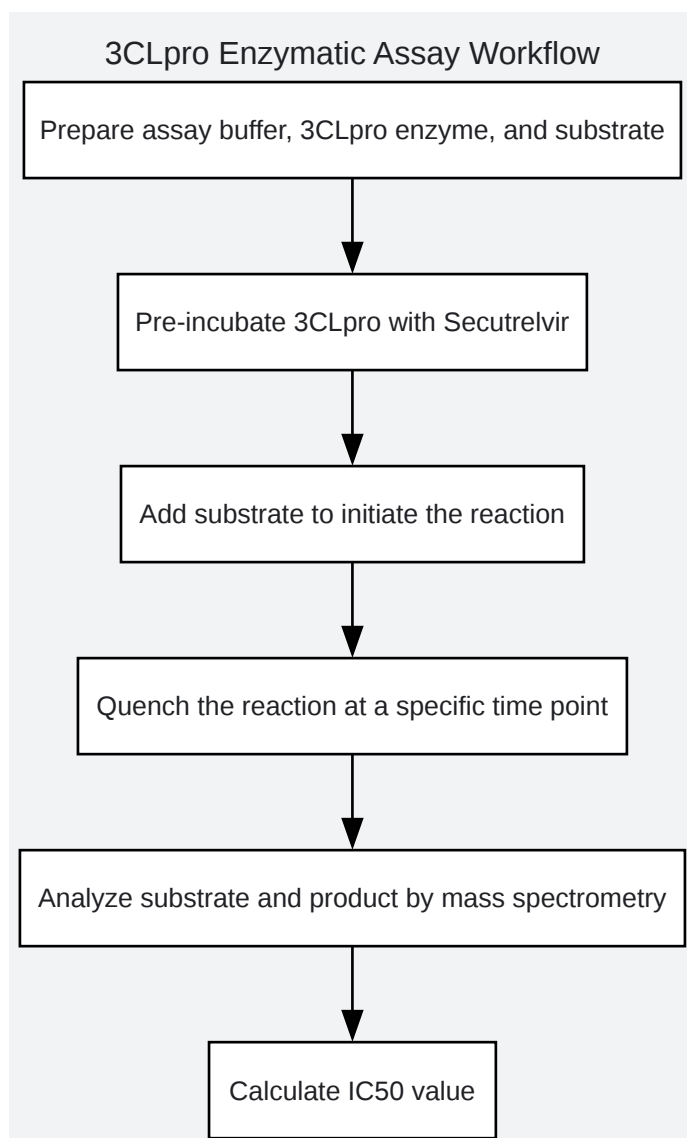 3CLpro Enzymatic Assay Workflow
Prepare assay buffer, 3CLpro enzyme, and substrate
Pre-incubate 3CLpro with Secutrelvir
Add substrate to initiate the reaction
Quench the reaction at a specific time point
Analyze substrate and product by mass spectrometry
Calculate IC50 value